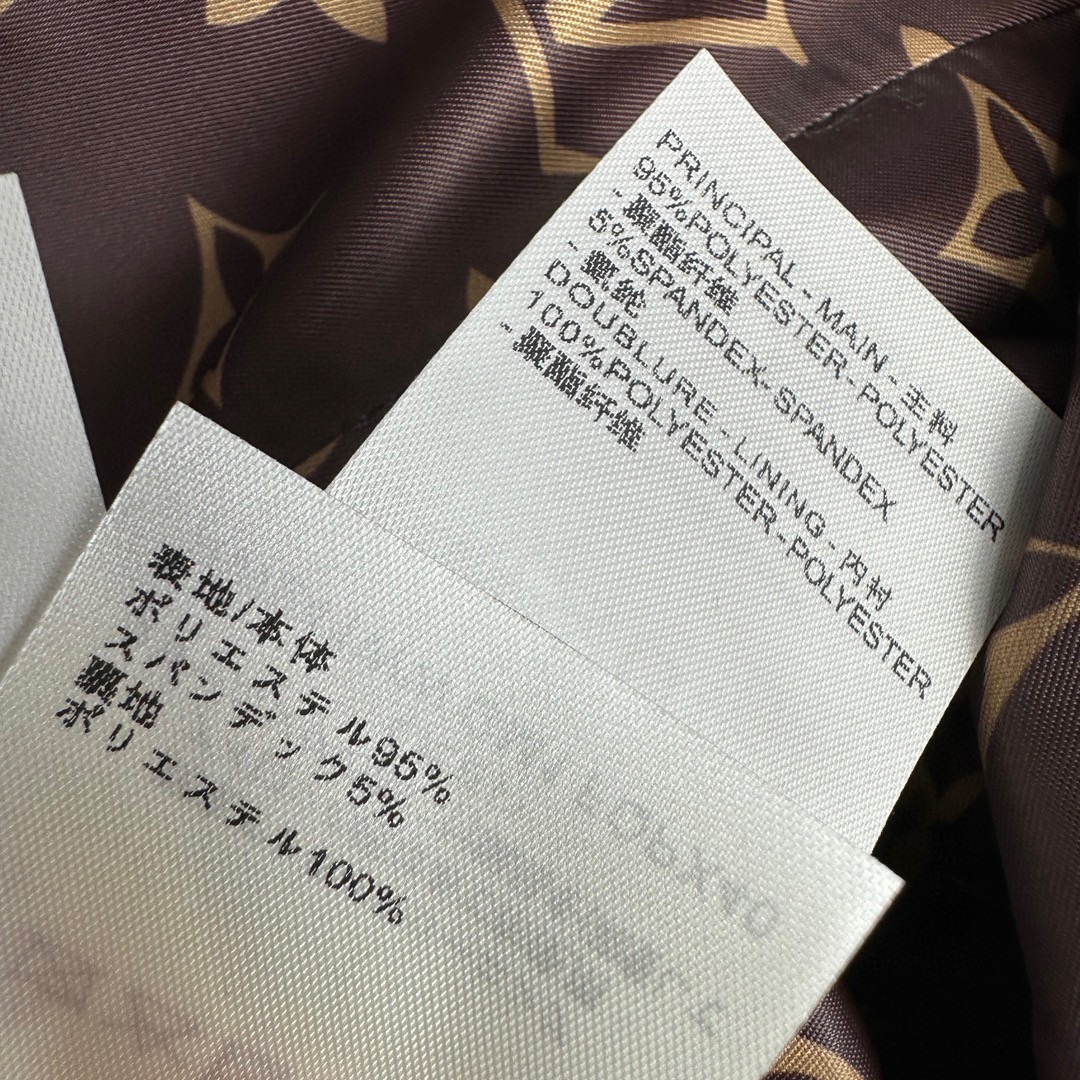 PRINCIPAL - MAIN - 主料
95%POLYESTER-POLYESTER
- 聚酯纤维
5%SPANDEX-SPANDEX
- 氨纶
DOUBLURE - LINING - 内衬
100%POLYESTER-POLYESTER
- 聚酯纤维
表地/本体
ポリエステル95%
スパンデック5%
裏地
ポリエステル100%